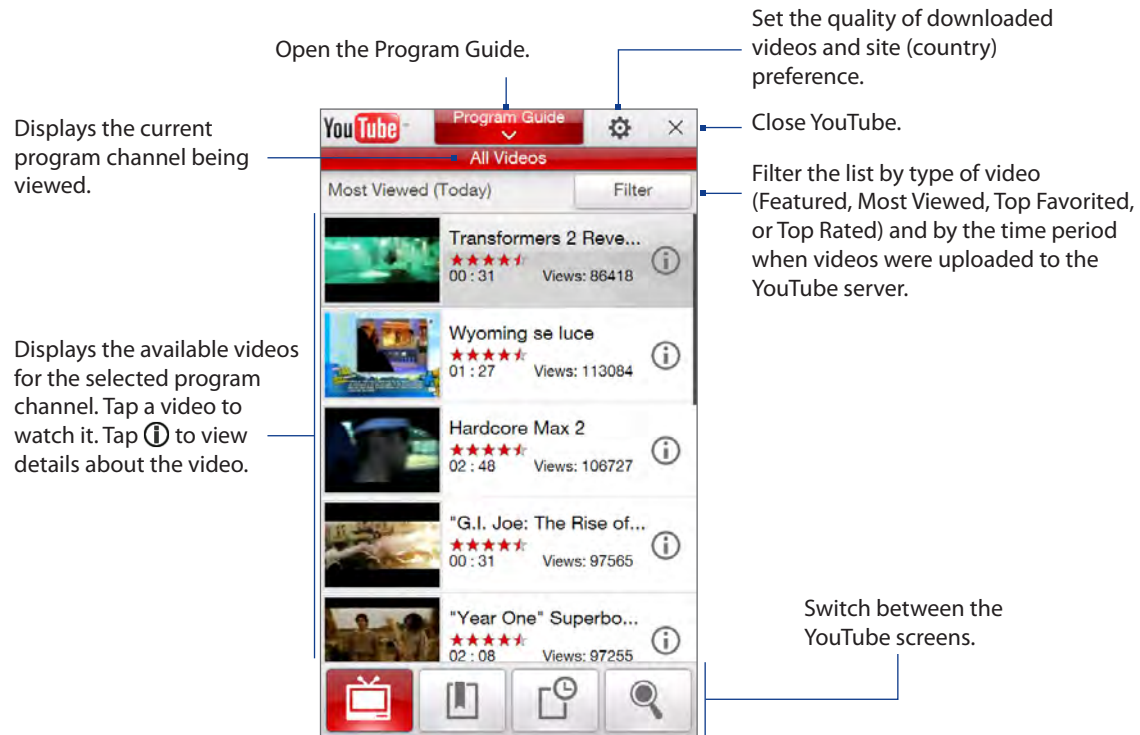 Set the quality of downloaded
videos and site (country)
preference.
Open the Program Guide.
Displays the current
program channel being
viewed.
YouTube™
Program Guide
Close YouTube.
All Videos
Most Viewed (Today)
Filter
Filter the list by type of video
(Featured, Most Viewed, Top Favorited,
or Top Rated) and by the time period
when videos were uploaded to the
YouTube server.
Transformers 2 Reve...
00 : 31 Views: 86418
Wyoming se luce
01 : 27 Views: 113084
Displays the available videos
for the selected program
channel. Tap a video to
watch it. Tap ⓘ to view
details about the video.
Hardcore Max 2
02 : 48 Views: 106727
"G.I. Joe: The Rise of...
00 : 31 Views: 97565
"Year One" Superbo...
02 : 08 Views: 97255
Switch between the
YouTube screens.